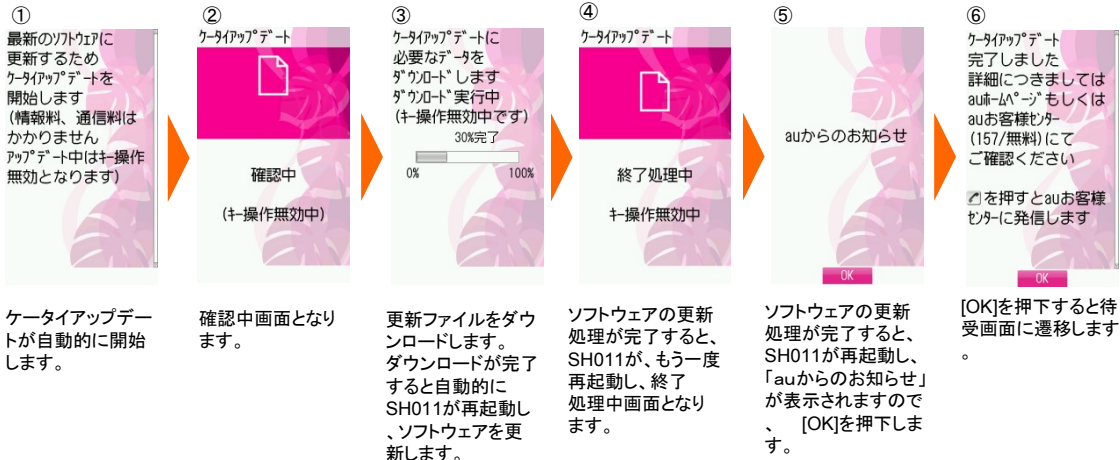 ①
最新のｿﾌﾄｳｪｱに
更新するため
ｹｰﾀｲｱｯﾌﾟﾃﾞｰﾄを
開始します
(情報料、通信料は
かかりません
ｱｯﾌﾟﾃﾞｰﾄ中はｷｰ操作
無効となります)
ケータイアップデー
トが自動的に開始
します。
②
ｹｰﾀｲｱｯﾌﾟﾃﾞｰﾄ
確認中
(ｷｰ操作無効中)
確認中画面となり
ます。
③
ｹｰﾀｲｱｯﾌﾟﾃﾞｰﾄに
必要なﾃﾞｰﾀを
ﾀﾞｳﾝﾛｰﾄﾞします
ﾀﾞｳﾝﾛｰﾄﾞ実行中
(ｷｰ操作無効中です)
30%完了
0% 100%
更新ファイルをダウ
ンロードします。
ダウンロードが完了
すると自動的に
SH011が再起動し
、ソフトウェアを更
新します。
④
ｹｰﾀｲｱｯﾌﾟﾃﾞｰﾄ
終了処理中
ｷｰ操作無効中
ソフトウェアの更新
処理が完了すると、
SH011が、もう一度
再起動し、終了
処理中画面となり
ます。
⑤
auからのお知らせ
OK
ソフトウェアの更新
処理が完了すると、
SH011が再起動し、
「ａｕからのお知らせ」
が表示されますので
、 [OK]を押下しま
す。
⑥
ｹｰﾀｲｱｯﾌﾟﾃﾞｰﾄ
完了しました
詳細につきましては
auﾎｰﾑﾍﾟｰｼﾞもしくは
auお客様ｾﾝﾀｰ
(157/無料)にて
ご確認ください
を押すとauお客様
ｾﾝﾀｰに発信します
OK
[OK]を押下すると待
受画面に遷移します
。